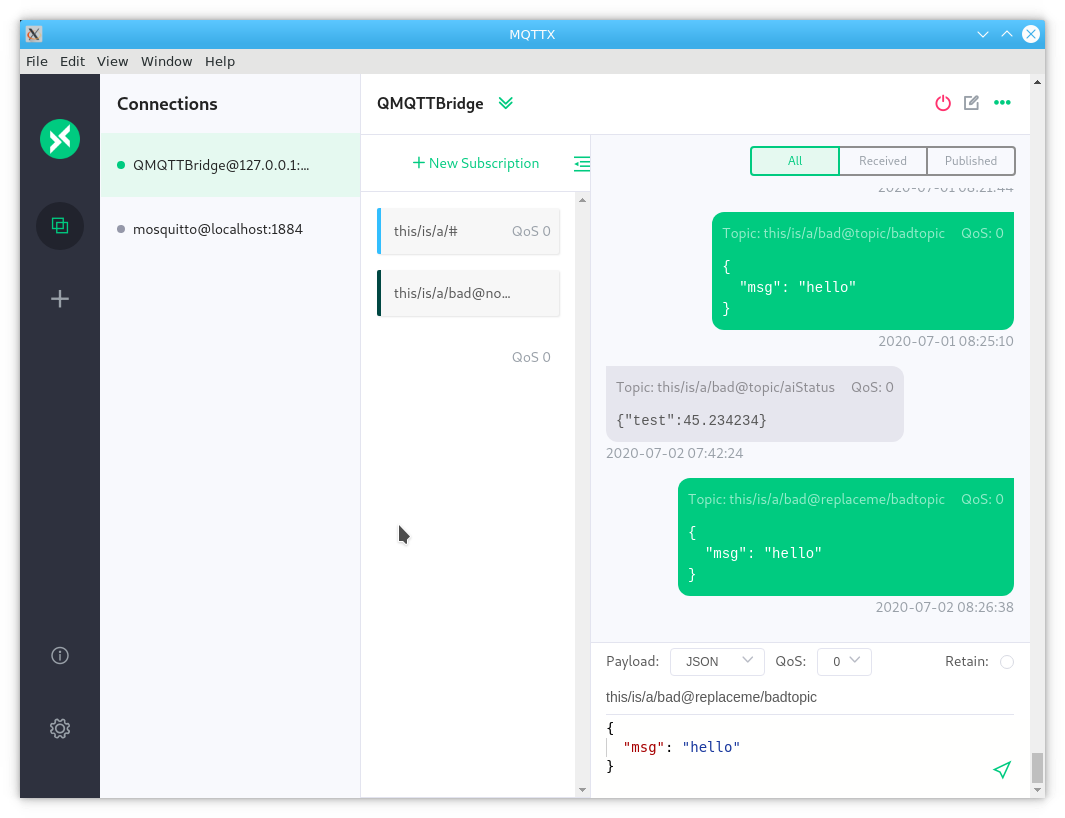 MQTTX
File Edit View Window Help
Connections
QMQTTBridge@127.0.0.1:...
mosquitto@localhost:1884
QMQTTBridge
+ New Subscription
this/is/a/# QoS 0
this/is/a/bad@no...
QoS 0
All Received Published
2020-07-01 08:21:44
Topic: this/is/a/bad@topic/badtopic QoS: 0
{
"msg": "hello"
}
2020-07-01 08:25:10
Topic: this/is/a/bad@topic/aiStatus QoS: 0
{"test":45.234234}
2020-07-02 07:42:24
Topic: this/is/a/bad@replaceme/badtopic QoS: 0
{
"msg": "hello"
}
2020-07-02 08:26:38
Payload: JSON QoS: 0 Retain:
this/is/a/bad@replaceme/badtopic
{
"msg": "hello"
}